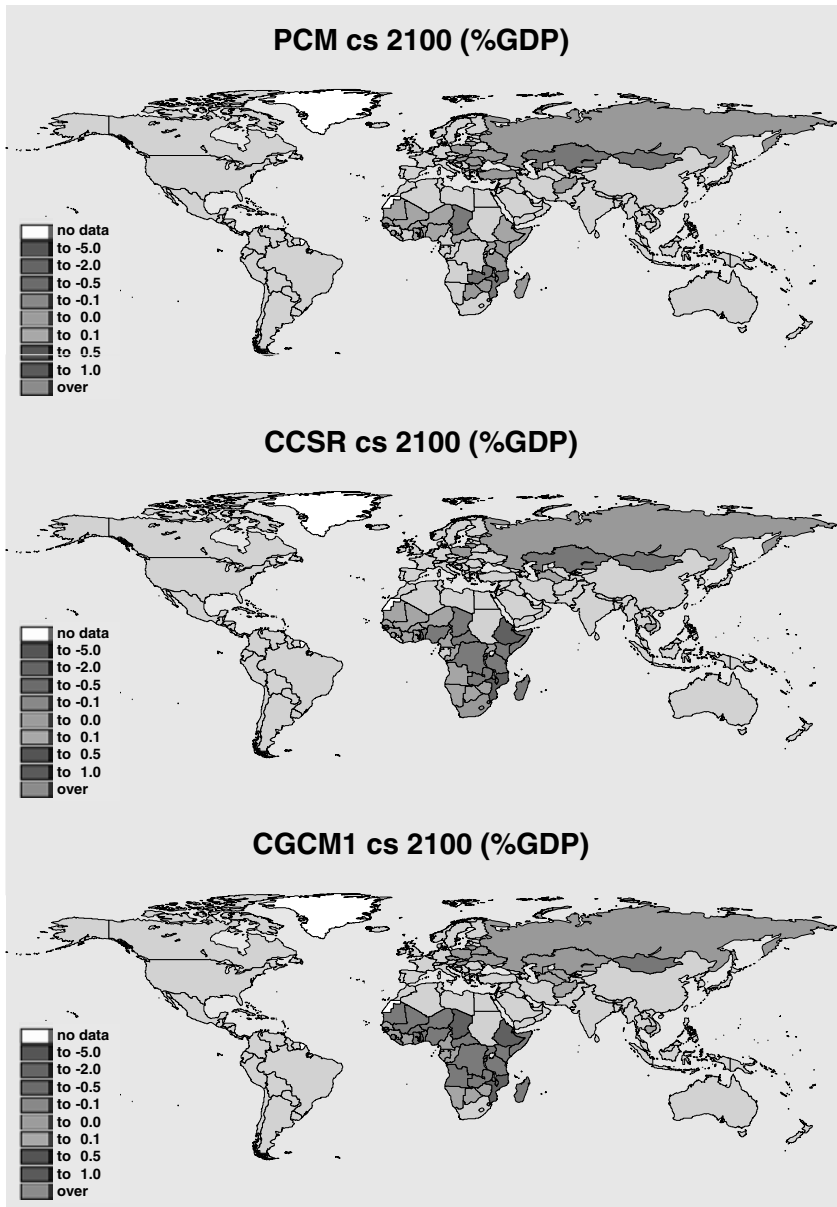 PCM cs 2100 (%GDP)
no data
to -5.0
to -2.0
to -0.5
to -0.1
to 0.0
to 0.1
to 0.5
to 1.0
over
CCSR cs 2100 (%GDP)
no data
to -5.0
to -2.0
to -0.5
to -0.1
to 0.0
to 0.1
to 0.5
to 1.0
over
CGCM1 cs 2100 (%GDP)
no data
to -5.0
to -2.0
to -0.5
to -0.1
to 0.0
to 0.1
to 0.5
to 1.0
over